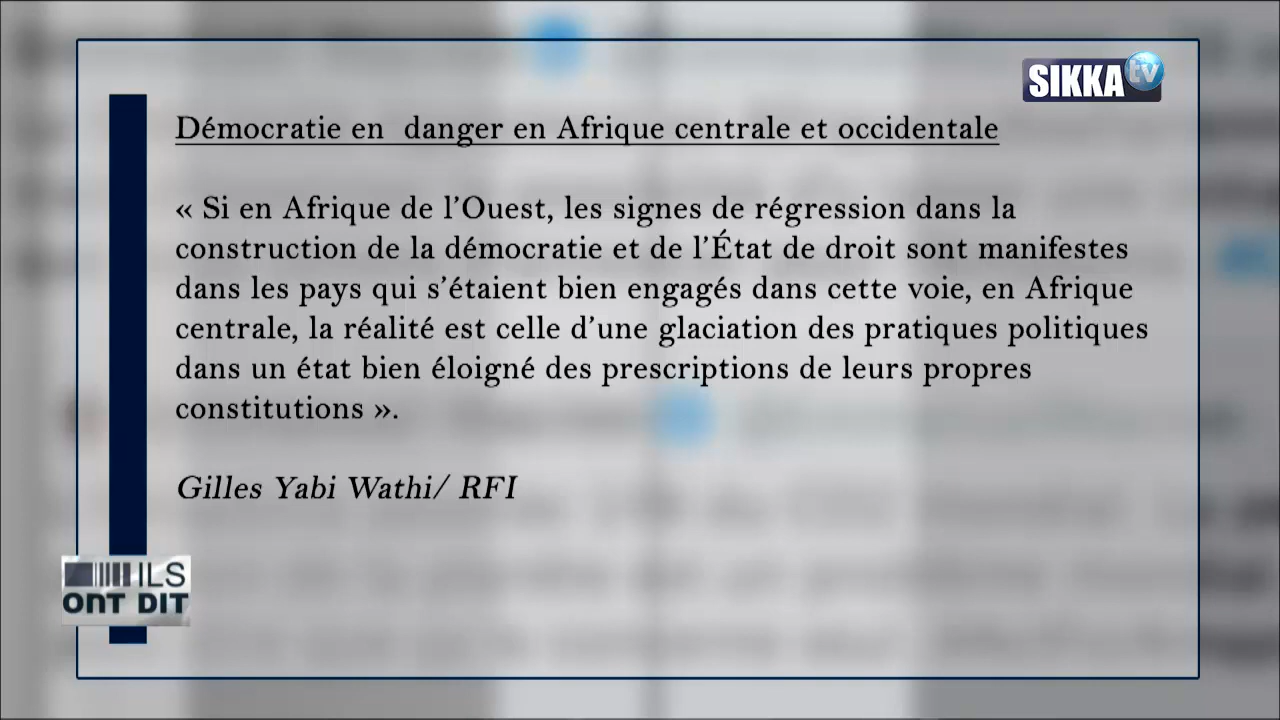 SIKKA tv
Démocratie en  danger en Afrique centrale et occidentale
« Si en Afrique de l’Ouest, les signes de régression dans la
construction de la démocratie et de l’État de droit sont manifestes
dans les pays qui s’étaient bien engagés dans cette voie, en Afrique
centrale, la réalité est celle d’une glaciation des pratiques politiques
dans un état bien éloigné des prescriptions de leurs propres
constitutions ».
Gilles Yabi Wathi/ RFI
ILS
ONT DIT